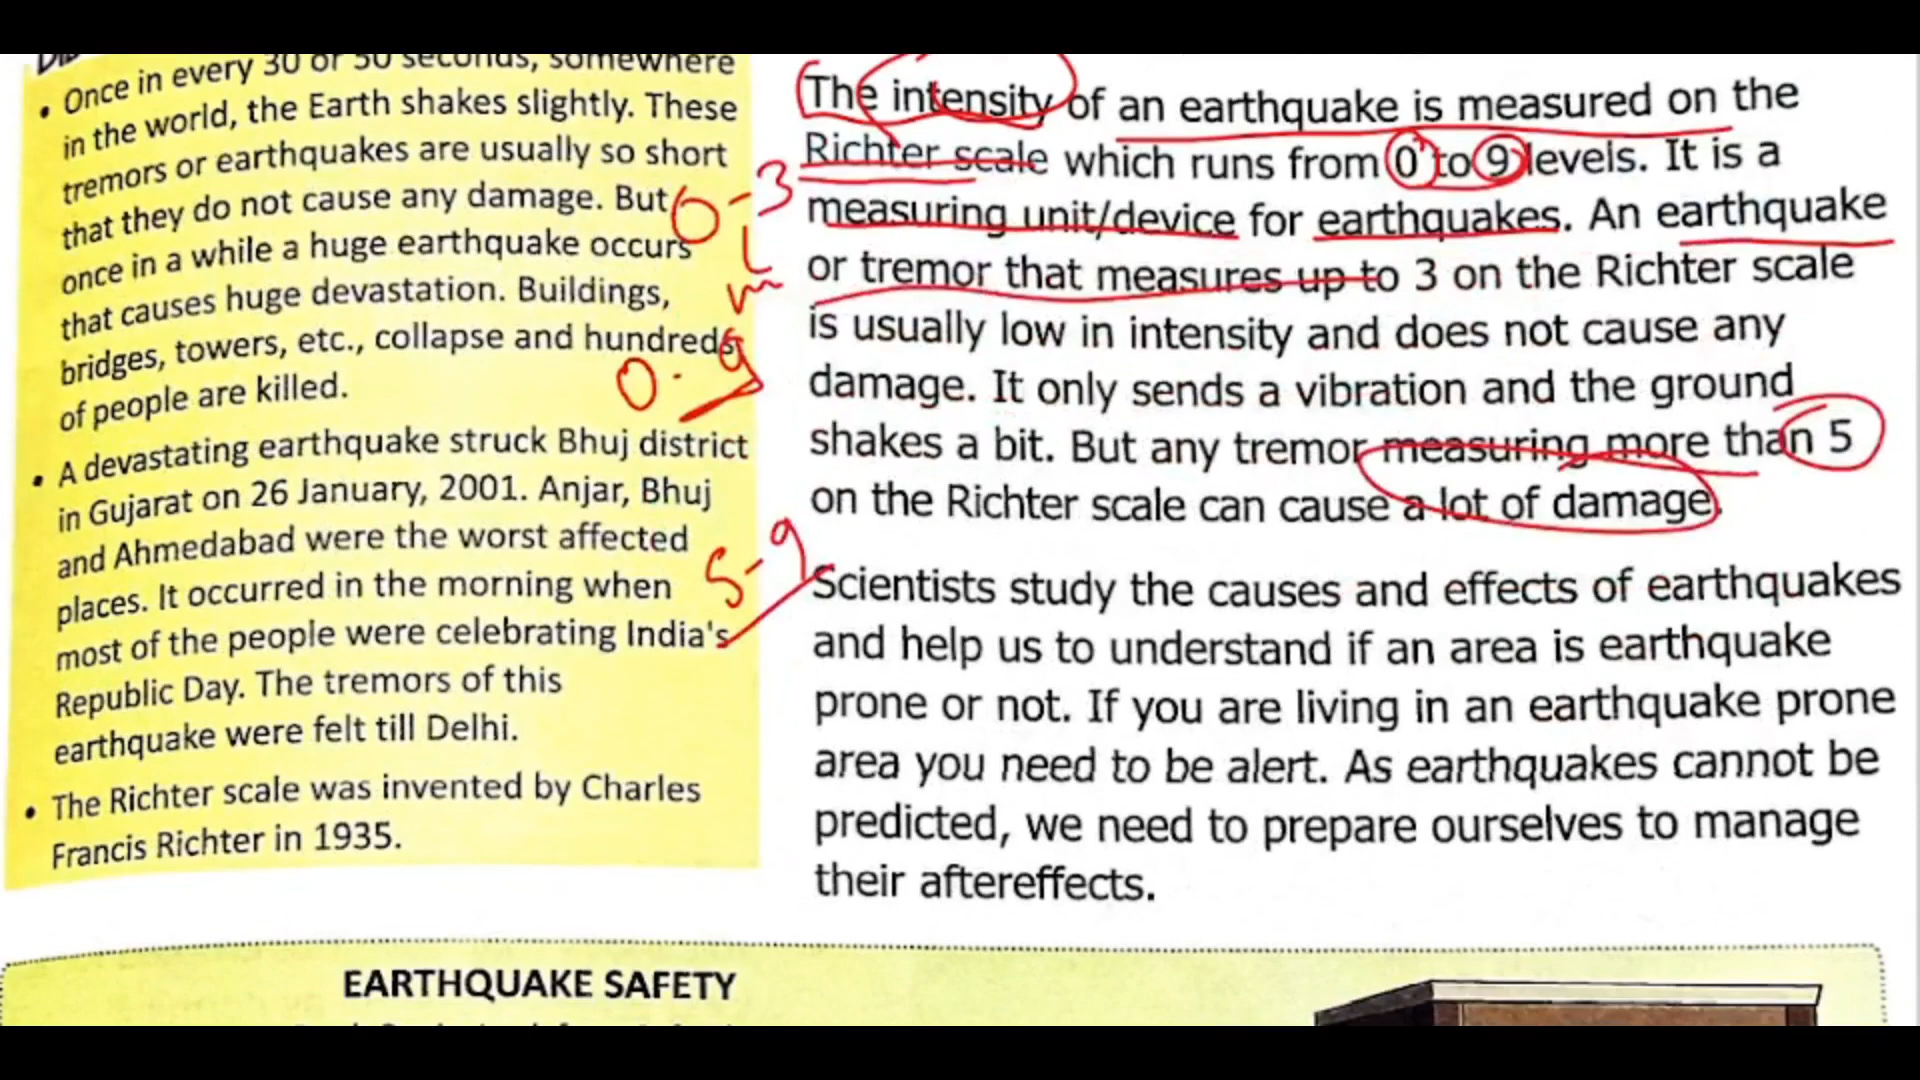 Once in every 30 or 50 seconds, somewhere
in the world, the Earth shakes slightly. These
tremors or earthquakes are usually so short
that they do not cause any damage. But
once in a while a huge earthquake occurs
that causes huge devastation. Buildings,
bridges, towers, etc., collapse and hundreds
of people are killed.
A devastating earthquake struck Bhuj district
in Gujarat on 26 January, 2001. Anjar, Bhuj
and Ahmedabad were the worst affected
places. It occurred in the morning when
most of the people were celebrating India's
Republic Day. The tremors of this
earthquake were felt till Delhi.
The Richter scale was invented by Charles
Francis Richter in 1935.
0-3
L
0-9
5-9
The intensity of an earthquake is measured on the
Richter scale which runs from 0 to 9 levels. It is a
measuring unit/device for earthquakes. An earthquake
or tremor that measures up to 3 on the Richter scale
is usually low in intensity and does not cause any
damage. It only sends a vibration and the ground
shakes a bit. But any tremor measuring more than 5
on the Richter scale can cause a lot of damage.
Scientists study the causes and effects of earthquakes
and help us to understand if an area is earthquake
prone or not. If you are living in an earthquake prone
area you need to be alert. As earthquakes cannot be
predicted, we need to prepare ourselves to manage
their aftereffects.
EARTHQUAKE SAFETY